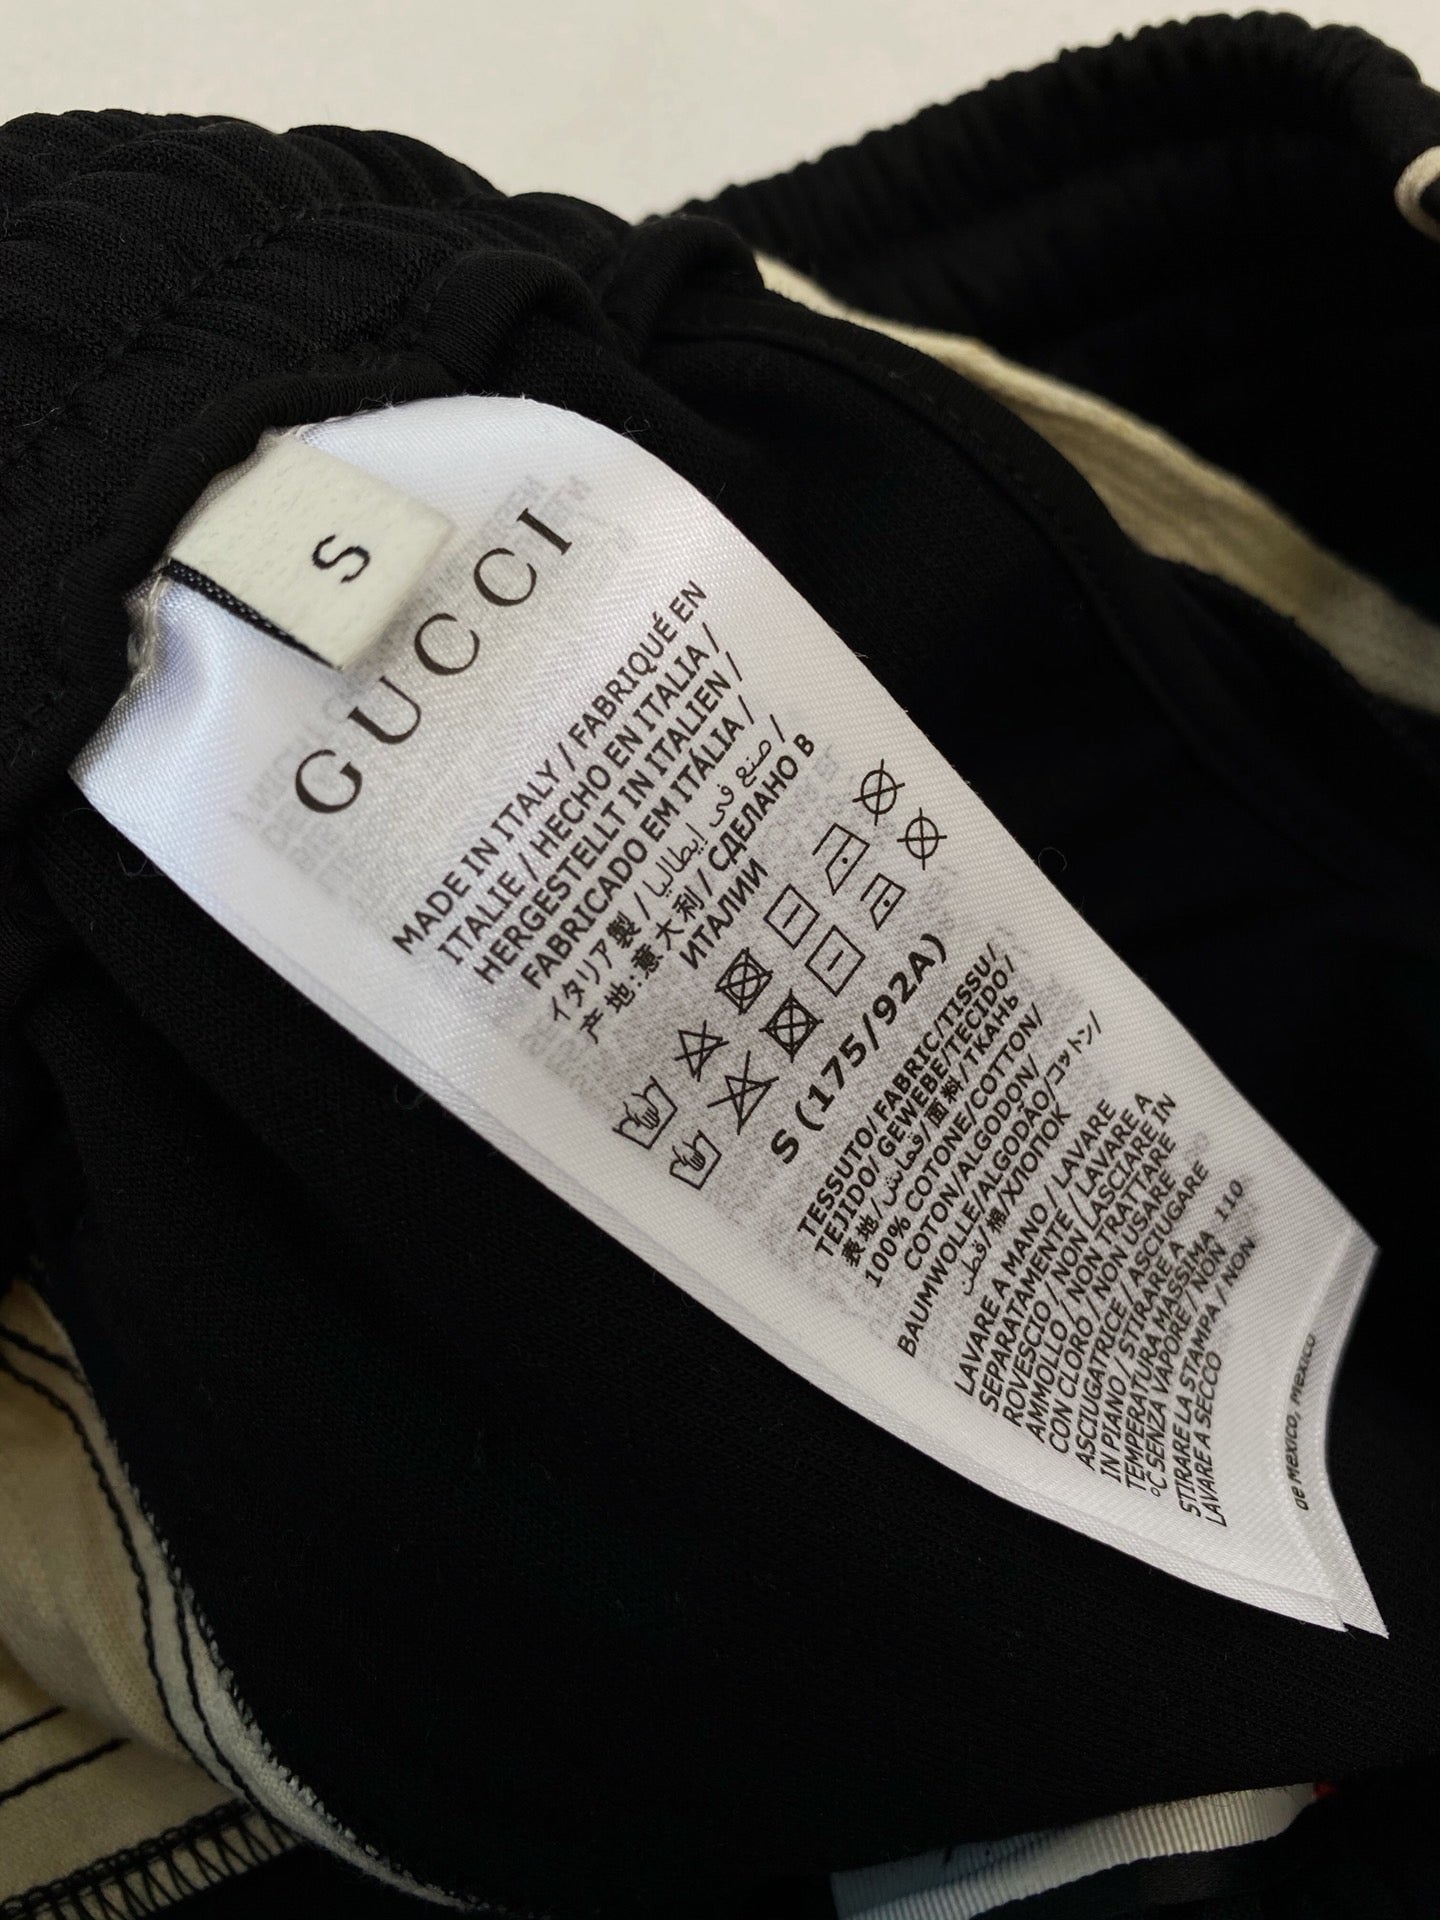 S
GUCCI
MADE IN ITALY / FABRIQUÉ EN
ITALIE / HECHO EN ITALIA /
HERGESTELLT IN ITALIEN /
FABRICADO EM ITÁLIA /
イタリア製 / صنع في إيطاليا /
产地:意大利 / СДЕЛАНО В
ИТАЛИИ
S (175/92A)
TESSUTO/FABRIC/TISSU/
TEJIDO/GEWEBE/TECIDO/
表地/قماش/面料/ТКАНЬ
100% COTONE/COTTON/
COTON/ALGODON/
BAUMWOLLE/ALGODÃO/コットン/
قطن/棉/ХЛОПОК
LAVARE A MANO / LAVARE
SEPARATAMENTE / LAVARE A
ROVESCIO / NON LASCIARE IN
AMMOLLO / NON TRATTARE
CON CLORO / NON USARE
ASCIUGATRICE / ASCIUGARE
IN PIANO / STIRARE A
TEMPERATURA MASSIMA 110
°C SENZA VAPORE / NON
STIRARE LA STAMPA / NON
LAVARE A SECCO
de México, México